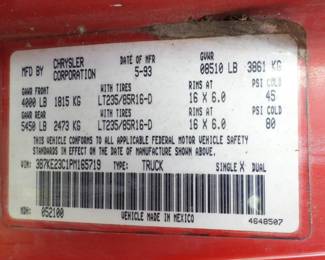 MFD BY CHRYSLER CORPORATION DATE OF MFR 5-93 GVWR 08510 LB 3861 KG
GAWR FRONT WITH TIRES RIMS AT PSI COLD
4000 LB 1815 KG LT235/85R16-D 16 X 6.0 45
GAWR REAR WITH TIRES RIMS AT PSI COLD
5450 LB 2473 KG LT235/85R16-D 16 X 6.0 80
THIS VEHICLE CONFORMS TO ALL APPLICABLE FEDERAL MOTOR VEHICLE SAFETY
STANDARDS IN EFFECT ON THE DATE OF MANUFACTURE SHOWN ABOVE
VIN: 3B7KE23C1PM165719 TYPE: TRUCK SINGLE X DUAL
MDH: 052100 VEHICLE MADE IN MEXICO 4648507